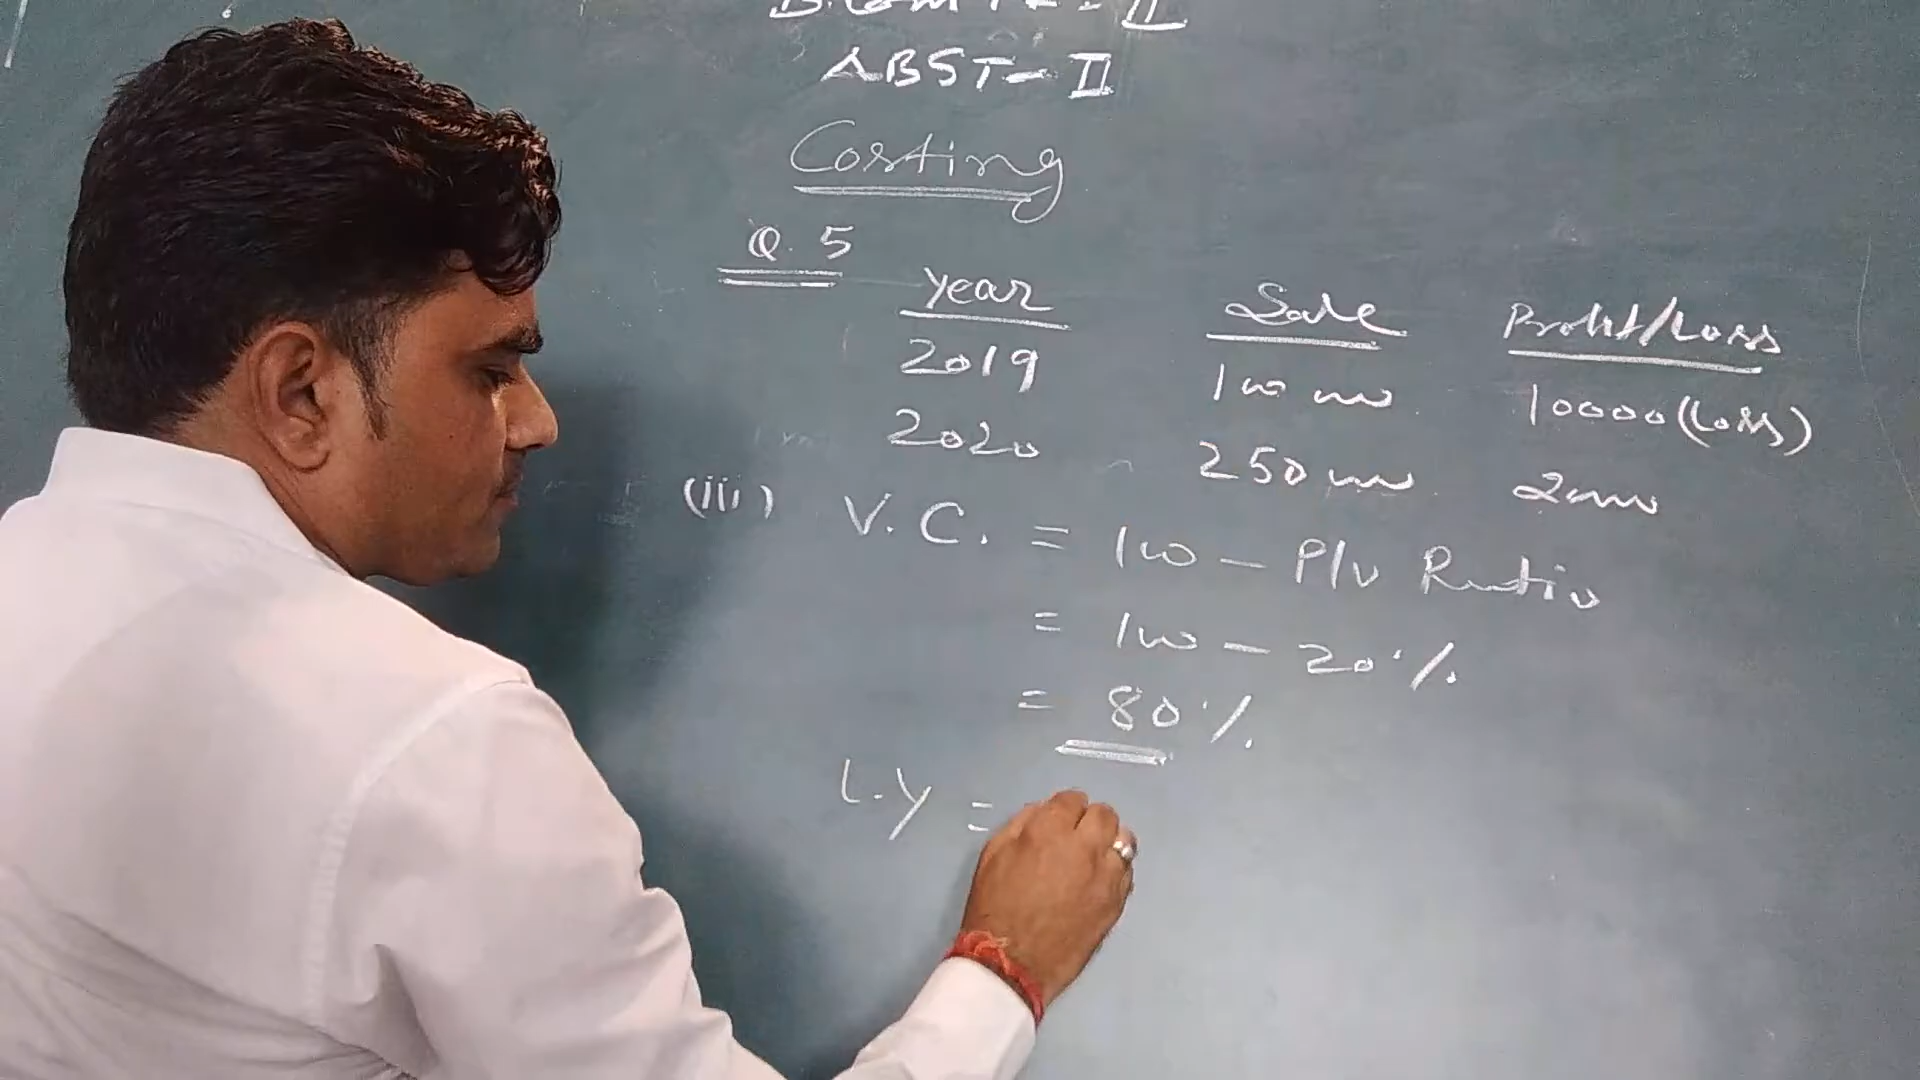 ABST-II
Costing
Q. 5
Year Sale Profit/Loss
2019 100000 10000(Loss)
2020 250000 20000
(iii) V.C. = 100 - P/V Ratio
= 100 - 20%
= 80%
L.Y =